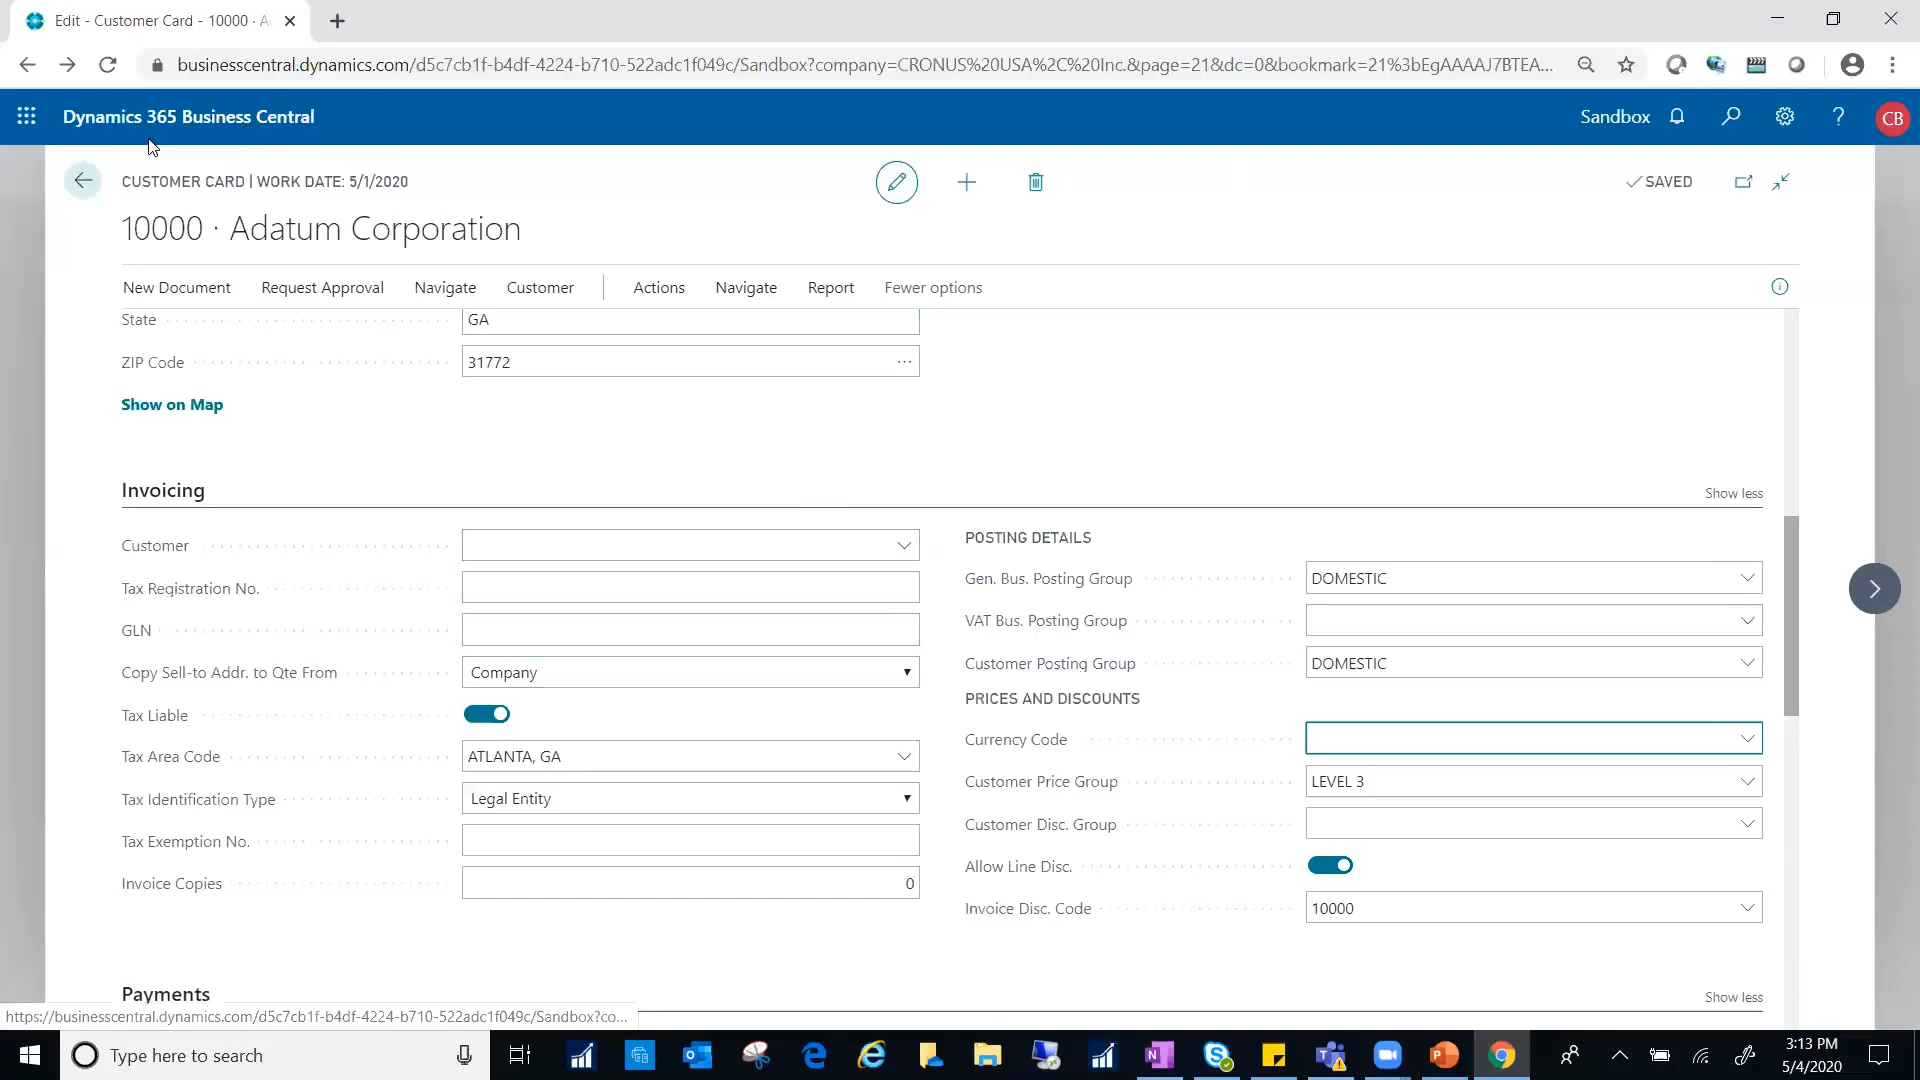 Edit - Customer Card - 10000 · A
businesscentral.dynamics.com/d5c7cb1f-b4df-4224-b710-522adc1f049c/Sandbox?company=CRONUS%20USA%2C%20Inc.&page=21&dc=0&bookmark=21%3bEgAAAAJ7BTEA...
Dynamics 365 Business Central
Sandbox
?
CB
CUSTOMER CARD | WORK DATE: 5/1/2020
SAVED
10000 · Adatum Corporation
New Document
Request Approval
Navigate
Customer
Actions
Navigate
Report
Fewer options
State
GA
ZIP Code
31772
Show on Map
Invoicing
Show less
Customer
Tax Registration No.
GLN
Copy Sell-to Addr. to Qte From
Company
Tax Liable
Tax Area Code
ATLANTA, GA
Tax Identification Type
Legal Entity
Tax Exemption No.
Invoice Copies
0
POSTING DETAILS
Gen. Bus. Posting Group
DOMESTIC
VAT Bus. Posting Group
Customer Posting Group
DOMESTIC
PRICES AND DISCOUNTS
Currency Code
Customer Price Group
LEVEL 3
Customer Disc. Group
Allow Line Disc.
Invoice Disc. Code
10000
Payments
Show less
https://businesscentral.dynamics.com/d5c7cb1f-b4df-4224-b710-522adc1f049c/Sandbox?co...
Type here to search
3:13 PM
5/4/2020